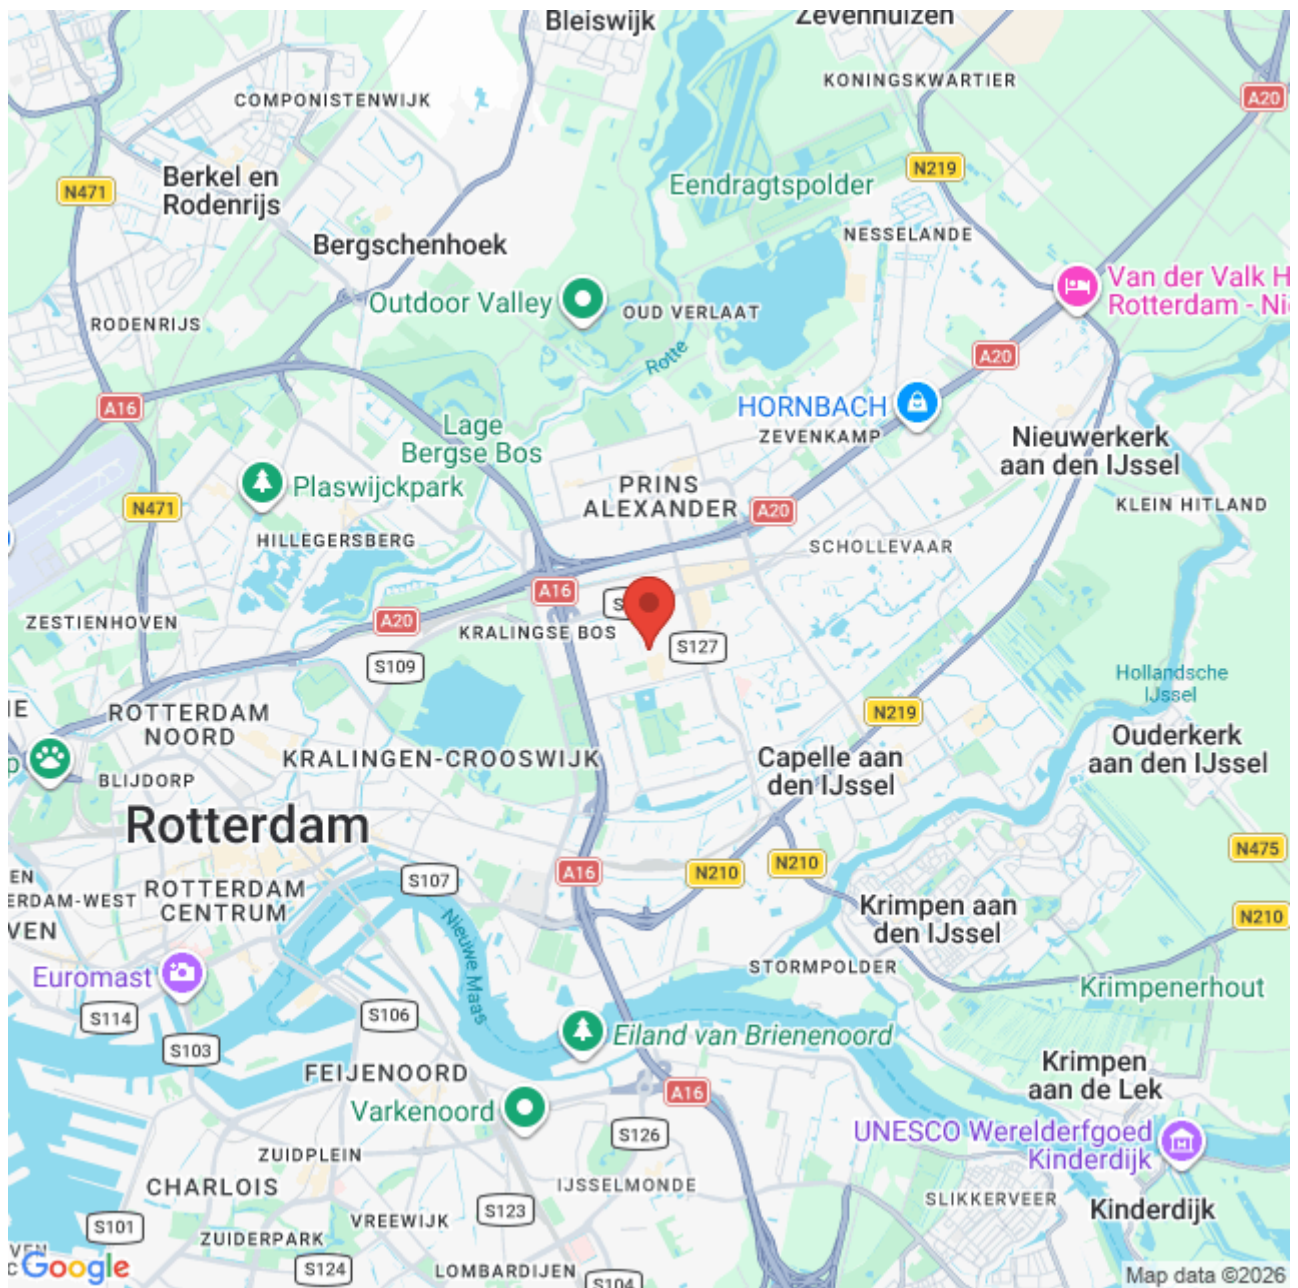 Bleiswijk
Zevenhuizen
KONINGSKWARTIER
COMPONISTENWIJK
A20
N219
Berkel en
Rodenrijs
N471
Eendragtspolder
NESSELANDE
Bergschenhoek
Van der Valk H
Rotterdam - Nie
Outdoor Valley
OUD VERLAAT
RODENRIJS
Rotte
A20
A16
HORNBACH
ZEVENKAMP
Lage
Bergse Bos
Nieuwerkerk
aan den IJssel
Plaswijckpark
PRINS
ALEXANDER
N471
A20
KLEIN HITLAND
HILLEGERSBERG
SCHOLLEVAAR
A16
A20
ZESTIENHOVEN
KRALINGSE BOS
S127
S109
Hollandsche
IJssel
N219
ROTTERDAM
NOORD
Ouderkerk
aan den IJssel
KRALINGEN-CROOSWIJK
Capelle aan
den IJssel
BLIJDORP
Rotterdam
N475
A16
N210
N210
S107
ROTTERDAM
CENTRUM
ERDAM-WEST
Krimpen aan
den IJssel
N210
Nieuwe Maas
STORMPOLDER
Euromast
Krimpenerhout
S114
S106
S103
Eiland van Brienenoord
FEIJENOORD
Krimpen
aan de Lek
A16
Varkenoord
S126
UNESCO Werelderfgoed
Kinderdijk
ZUIDPLEIN
CHARLOIS
IJSSELMONDE
SLIKKERVEER
Kinderdijk
S123
VREEWIJK
S101
ZUIDERPARK
Google
S124
LOMBARDIJEN
S104
Map data ©2026